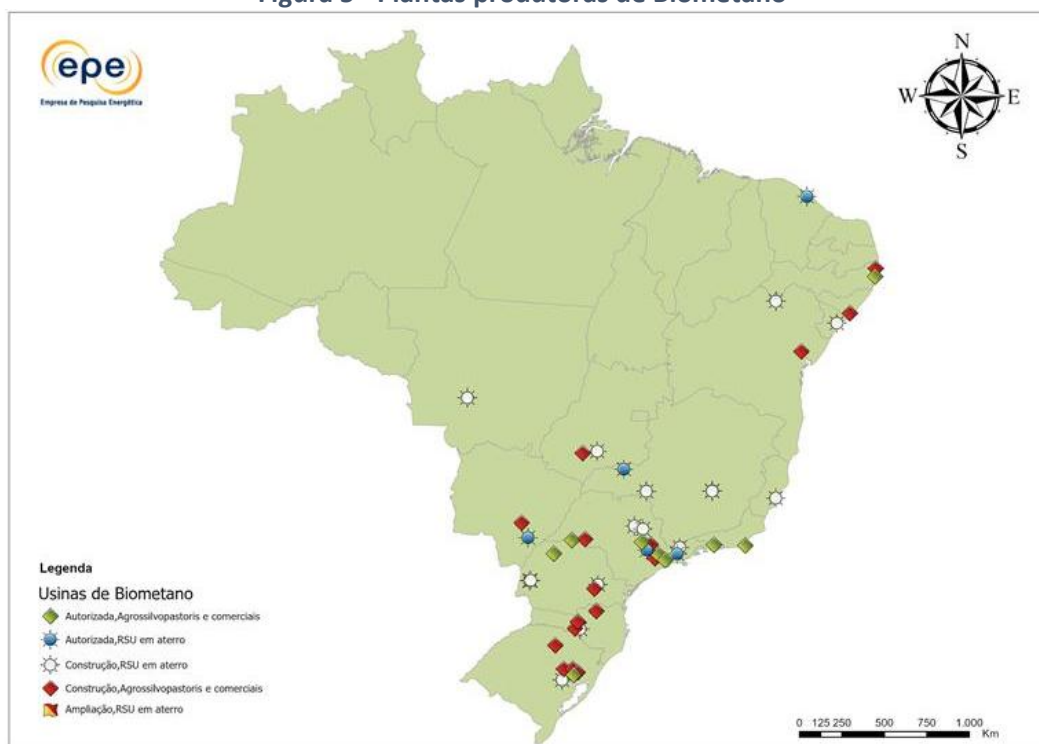 Figura 3 - Plantas produtoras de Biometano
epe
Empresa de Pesquisa Energética
N
W
E
S
Legenda
Usinas de Biometano
Autorizada,Agrossilvopastoris e comerciais
Autorizada,RSU em aterro
Construção,RSU em aterro
Construção,Agrossilvopastoris e comerciais
Ampliação,RSU em aterro
0 125 250 500 750 1.000
Km